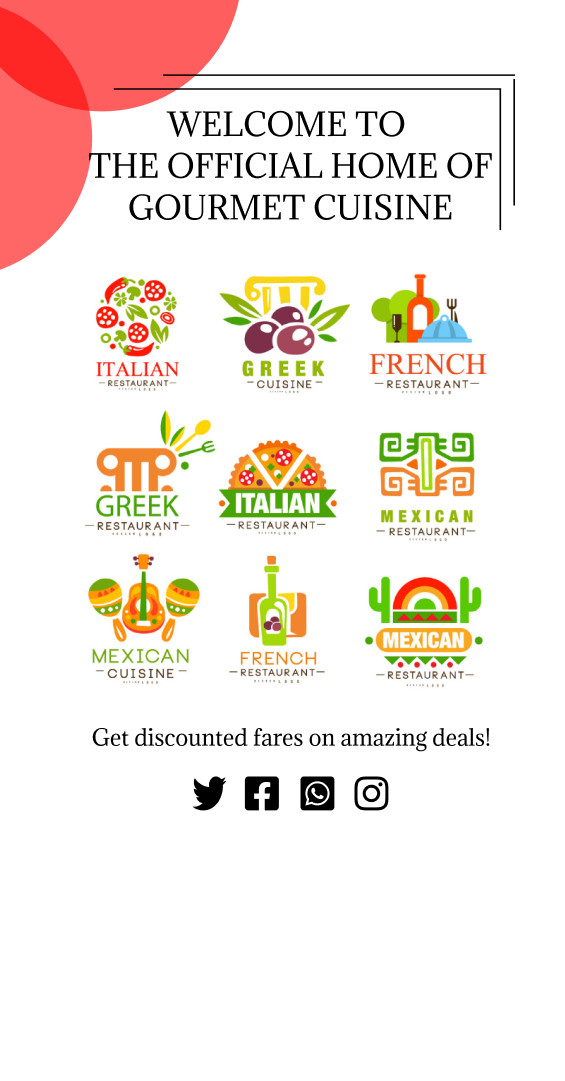 WELCOME TO
THE OFFICIAL HOME OF
GOURMET CUISINE
ITALIAN
RESTAURANT
GREEK
CUISINE
FRENCH
RESTAURANT
GREEK
RESTAURANT
ITALIAN
RESTAURANT
MEXICAN
RESTAURANT
MEXICAN
CUISINE
FRENCH
RESTAURANT
MEXICAN
RESTAURANT
Get discounted fares on amazing deals!